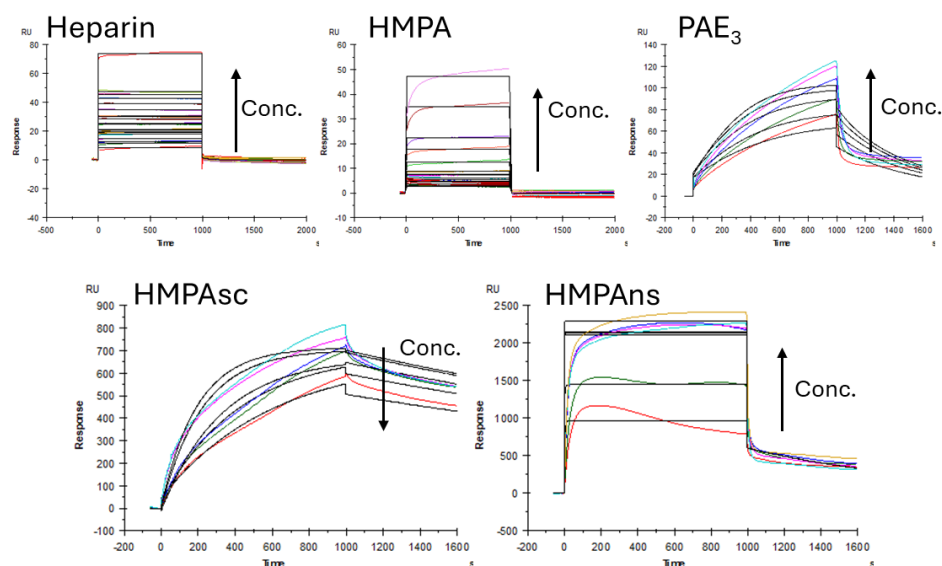 Heparin
RU
80
60
40
20
0
-20
-40
-500 0 500 1000 1500 2000
Response
Time
s
Conc.
HMPA
RU
60
50
40
30
20
10
0
-10
-500 0 500 1000 1500 2000
Response
Time
s
Conc.
PAE3
RU
140
120
100
80
60
40
20
0
-20
-200 0 200 400 600 800 1000 1200 1400 1600
Response
Time
s
Conc.
HMPAsc
RU
900
800
700
600
500
400
300
200
100
0
-100
-200 0 200 400 600 800 1000 1200 1400 1600
Response
Time
s
Conc.
HMPAns
RU
2500
2000
1500
1000
500
0
-500
-200 0 200 400 600 800 1000 1200 1400 1600
Response
Time
s
Conc.